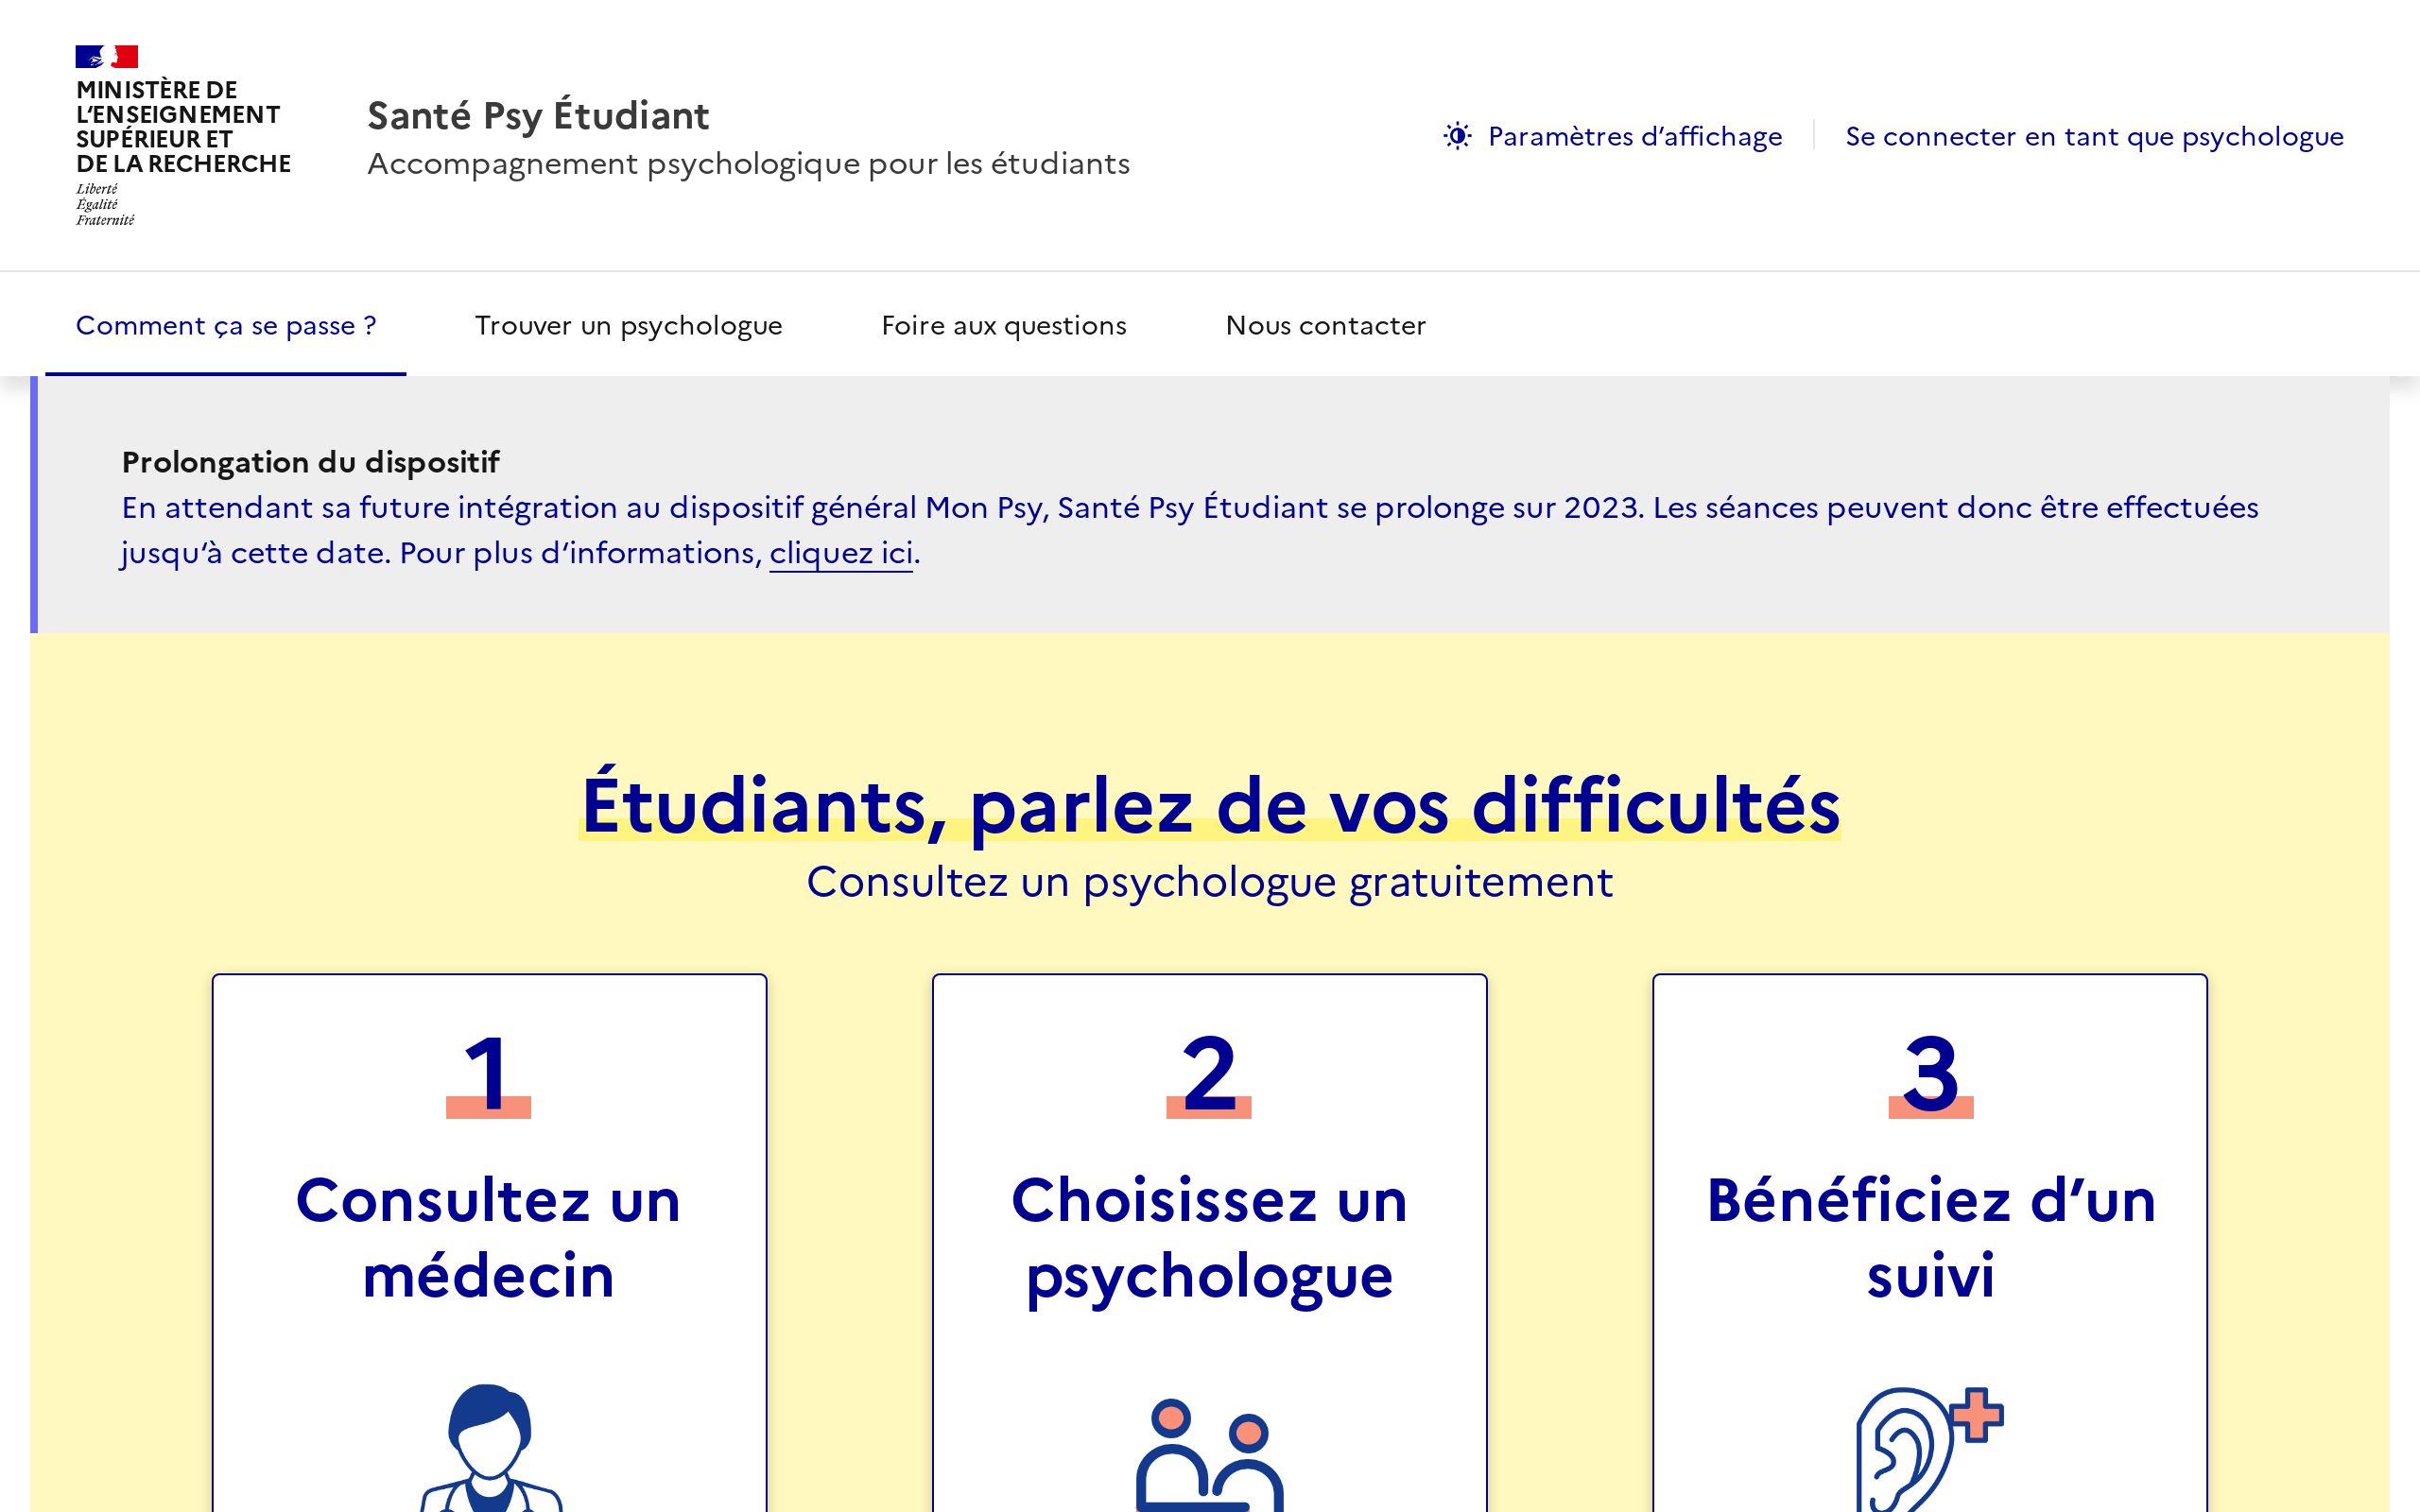 MINISTÈRE DE
L‘ENSEIGNEMENT
SUPÉRIEUR ET
DE LA RECHERCHE
Liberté
Égalité
Fraternité
Santé Psy Étudiant
Accompagnement psychologique pour les étudiants
Paramètres d’affichage
Se connecter en tant que psychologue
Comment ça se passe ?
Trouver un psychologue
Foire aux questions
Nous contacter
Prolongation du dispositif
En attendant sa future intégration au dispositif général Mon Psy, Santé Psy Étudiant se prolonge sur 2023. Les séances peuvent donc être effectuées
jusqu‘à cette date. Pour plus d‘informations, cliquez ici.
Étudiants, parlez de vos difficultés
Consultez un psychologue gratuitement
1
Consultez un
médecin
2
Choisissez un
psychologue
3
Bénéficiez d’un
suivi